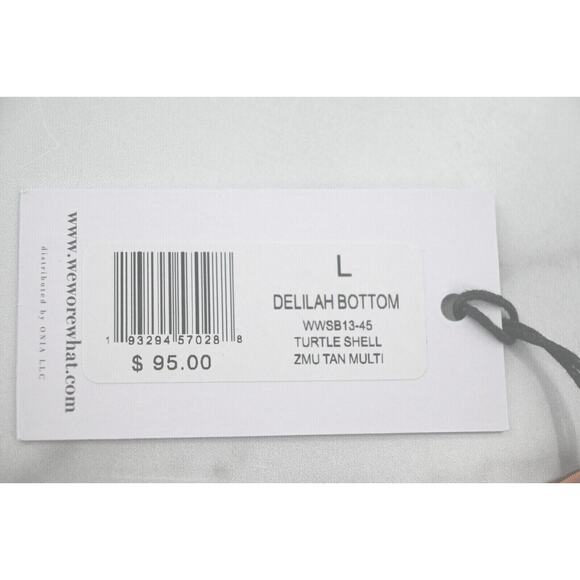 www.weworewhat.com
distributed by ONIA LLC
1 93294 57028 8
$ 95.00
L
DELILAH BOTTOM
WWSB13-45
TURTLE SHELL
ZMU TAN MULTI